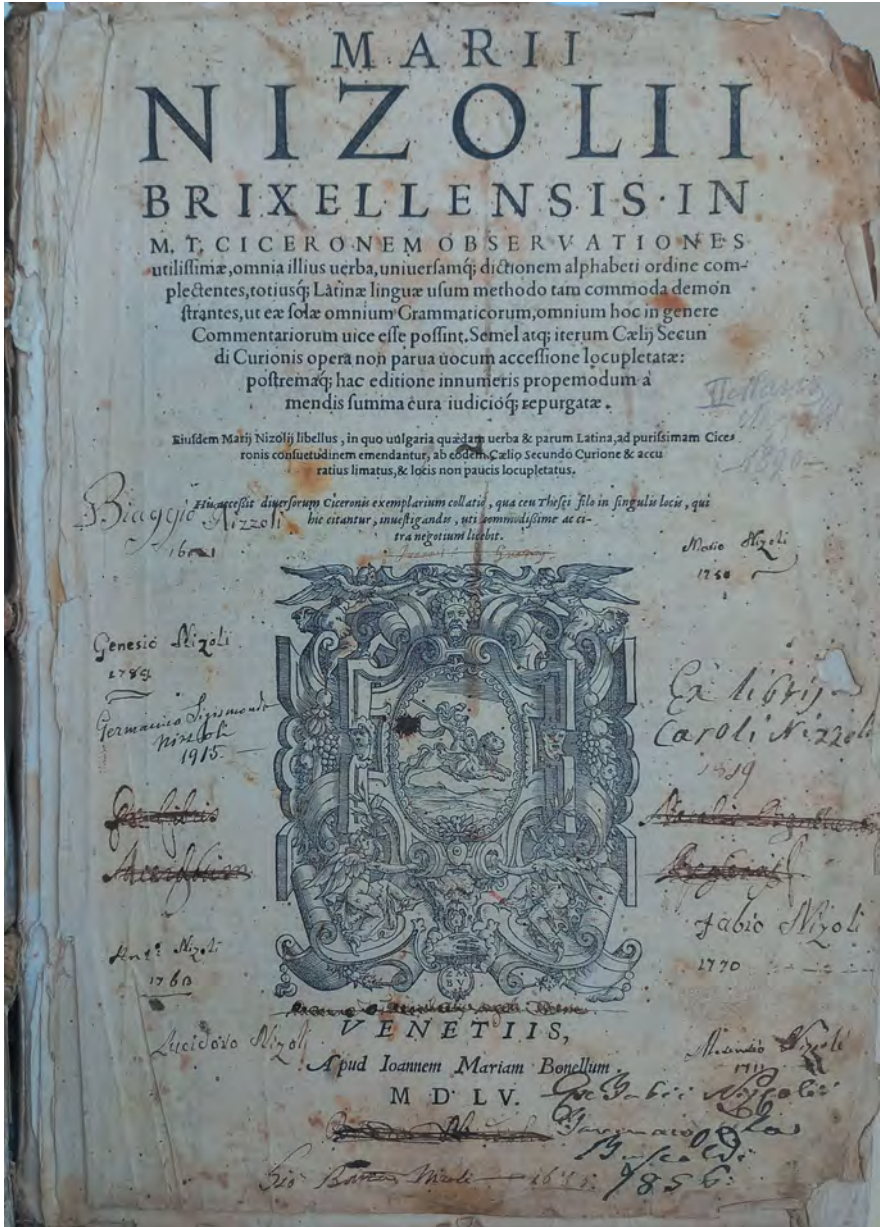 MARII
NIZOLII
BRIXELLENSIS·IN
M. T. CICERONEM OBSERVATIONES
utiliſſimæ,omnia illius uerba,uniuerſamq́; dictionem alphabeti ordine com-
plectentes,totiusq́; Latinæ linguæ uſum methodo tam commoda demon
ſtrantes,ut eæ ſolæ omnium Grammaticorum,omnium hoc in genere
Commentariorum uice eſſe poſſint.Semel atq; iterum Cælij Secun
di Curionis opera non parua uocum acceſſione locupletatæ:
poſtremáq; hac editione innumeris propemodum à
mendis ſumma cura iudicióq; repurgatæ.
Eiuſdem Marij Nizolij libellus, in quo uulgaria quædam uerba & parum Latina,ad puriſſimam Cice-
ronis conſuetudinem emendantur, ab eodem Cælio Secundo Curione & accu
ratius limatus,& locis non paucis locupletatus.
Huc acceſsit diuerſorum Ciceronis exemplarium collatio, qua ceu Theſei filo in ſingulis locis, qui
hic citantur, inueſtigandis, uti commodiſsime ac ci-
tra negotium licebit.
1890
Biaggio Nizzoli
Mario Nizoli
1750
Genesio Nizoli
Germanico Sigismondo
Nizzoli
1915.
Ex libris
Caroli Nizzoli
1819
Fabio Nizoli
1770
Ant.º Nizoli
1760
VENETIIS,
Apud Ioannem Mariam Bonellum.
M D LV.
Lucidoro Nizoli
Nizzoli
1856.